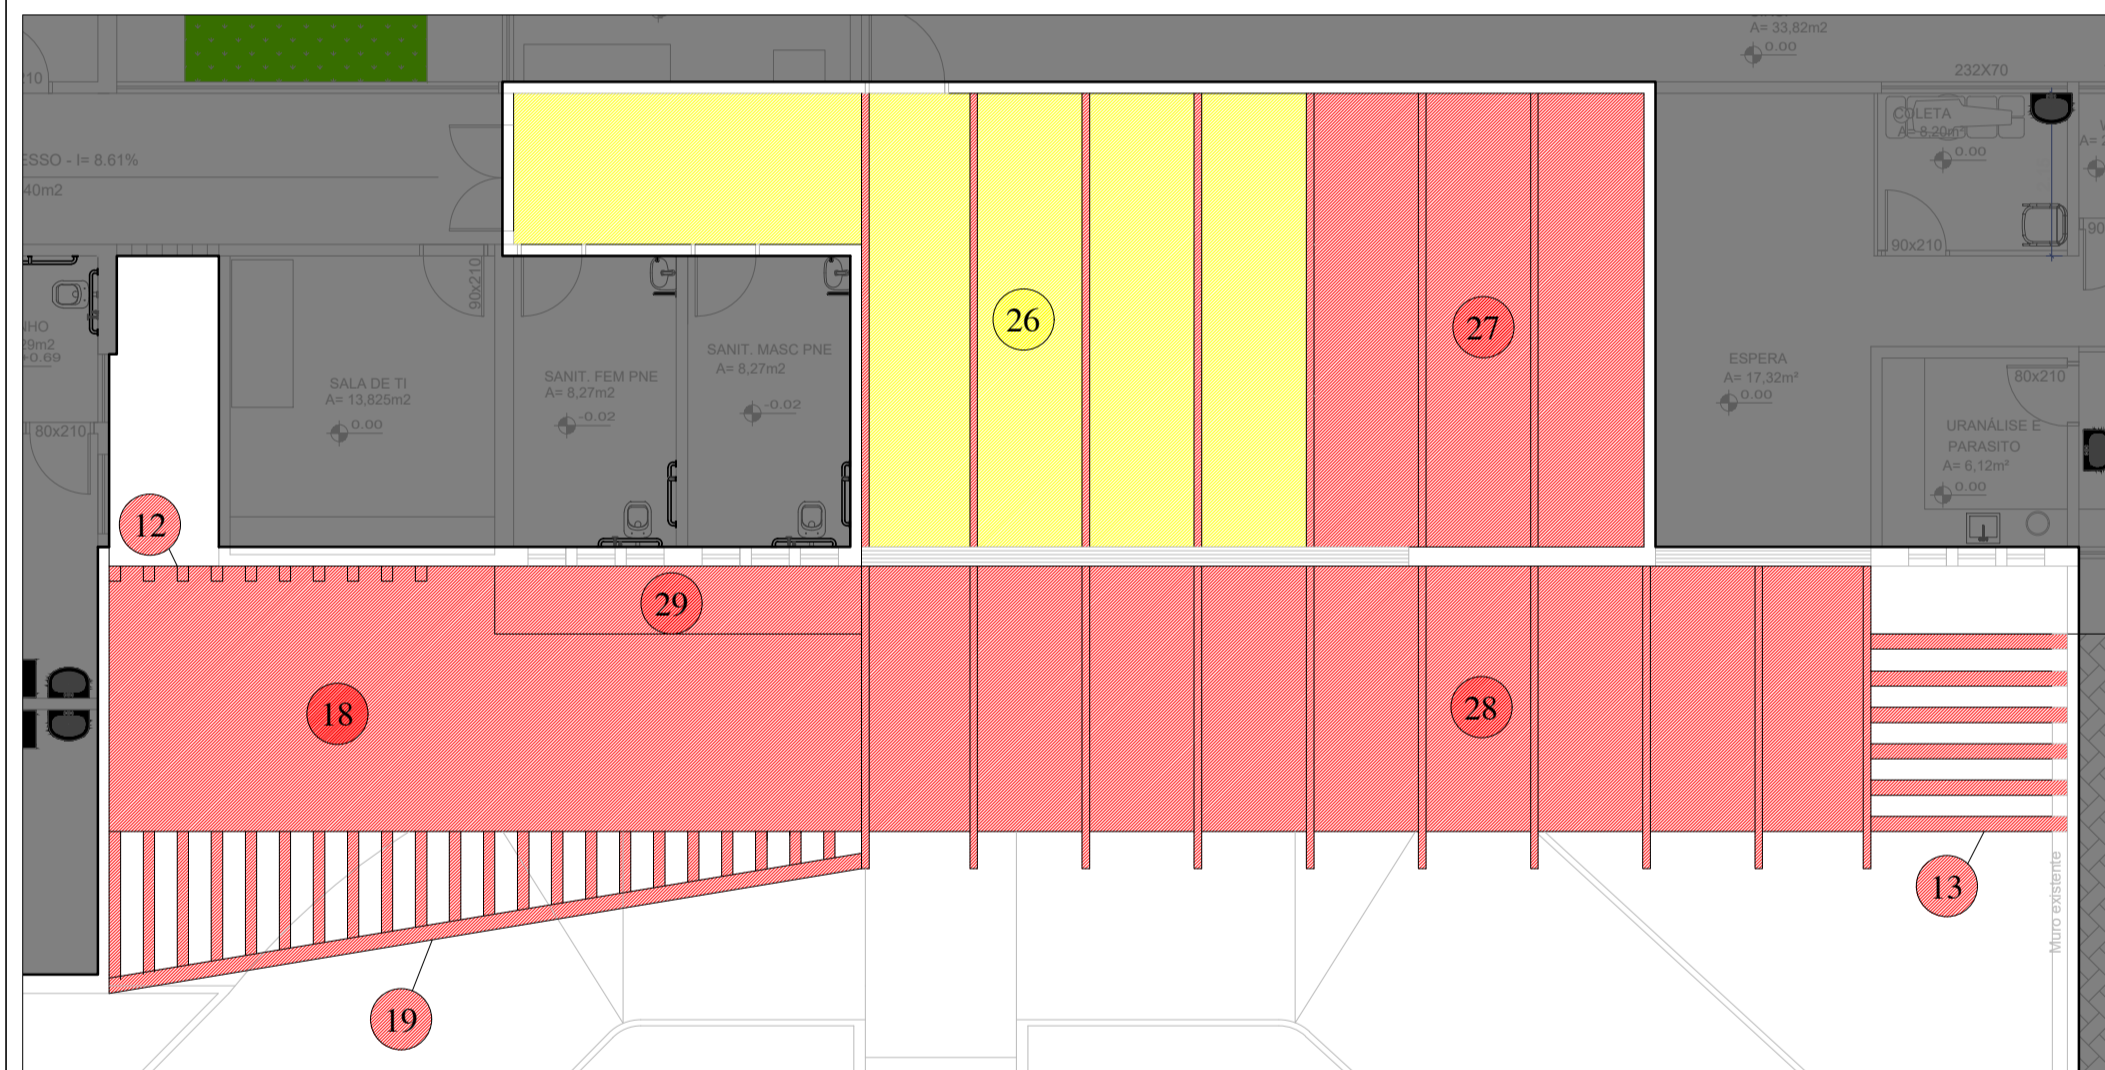 A= 33,82m2
0.00
232X70
210
COLETA
A= 8.20m²
0.00
90x210
ESSO - I= 8.61%
40m2
90x210
NHO
29m2
+0.69
80x210
SALA DE TI
A= 13,825m2
0.00
SANIT. FEM PNE
A= 8,27m2
-0.02
SANIT. MASC PNE
A= 8,27m2
-0.02
26
27
ESPERA
A= 17,32m²
0.00
80x210
URANÁLISE E
PARASITO
A= 6,12m²
0.00
12
29
18
28
13
19
Muro existente